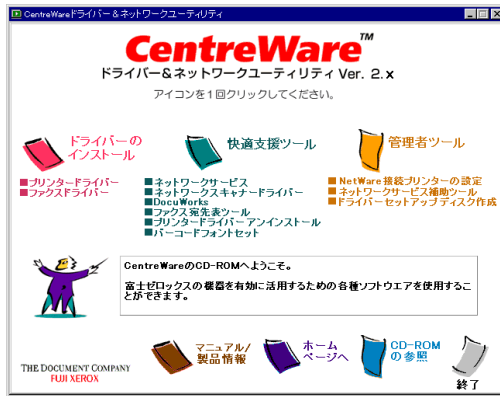 CentreWareドライバー＆ネットワークユーティリティ
CentreWare™
ドライバー&ネットワークユーティリティ Ver. 2.x
アイコンを1回クリックしてください。
ドライバーの
インストール
■プリンタードライバー
■ファクスドライバー
快適支援ツール
■ネットワークサービス
■ネットワークスキャナードライバー
■DocuWorks
■ファクス宛先表ツール
■プリンタードライバーアンインストール
■バーコードフォントセット
管理者ツール
■NetWare接続プリンターの設定
■ネットワークサービス補助ツール
■ドライバーセットアップディスク作成
CentreWareのCD-ROMへようこそ。
富士ゼロックスの機器を有効に活用するための各種ソフトウエアを使用するこ
とができます。
THE DOCUMENT COMPANY
FUJI XEROX
マニュアル/
製品情報
ホーム
ページへ
CD-ROM
の参照
終了